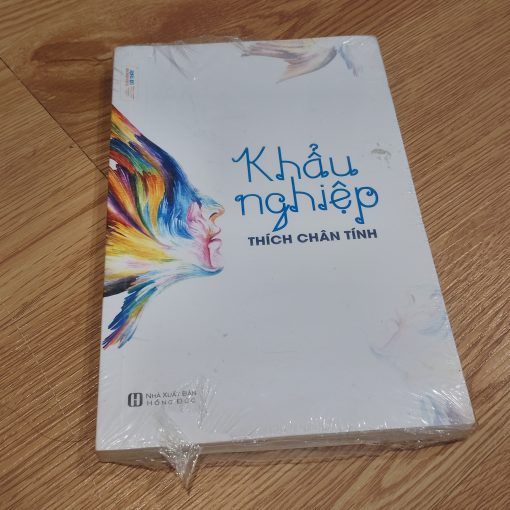 Khẩu
nghiệp
THÍCH CHÂN TÍNH
NHÀ XUẤT BẢN
HỒNG ĐỨC